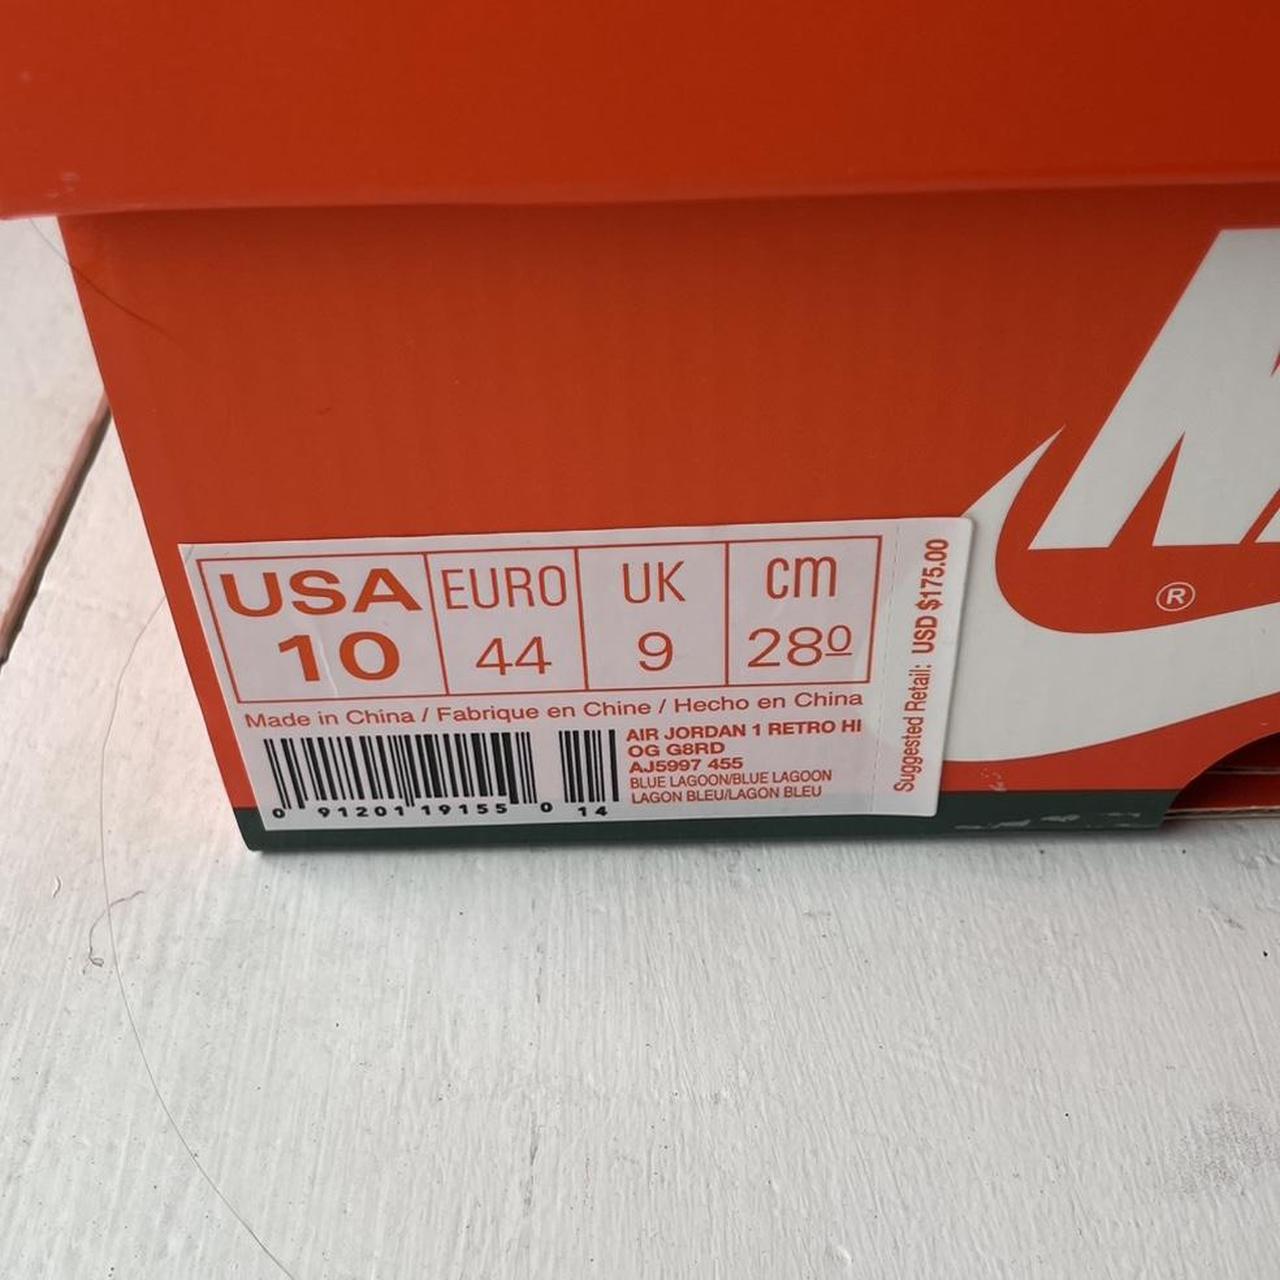 USA EURO UK cm
10 44 9 28⁰
Made in China / Fabrique en Chine / Hecho en China
AIR JORDAN 1 RETRO HI
OG G8RD
AJ5997 455
BLUE LAGOON/BLUE LAGOON
LAGON BLEU/LAGON BLEU
0 91201 19155 0 14
Suggested Retail: USD $175.00
®